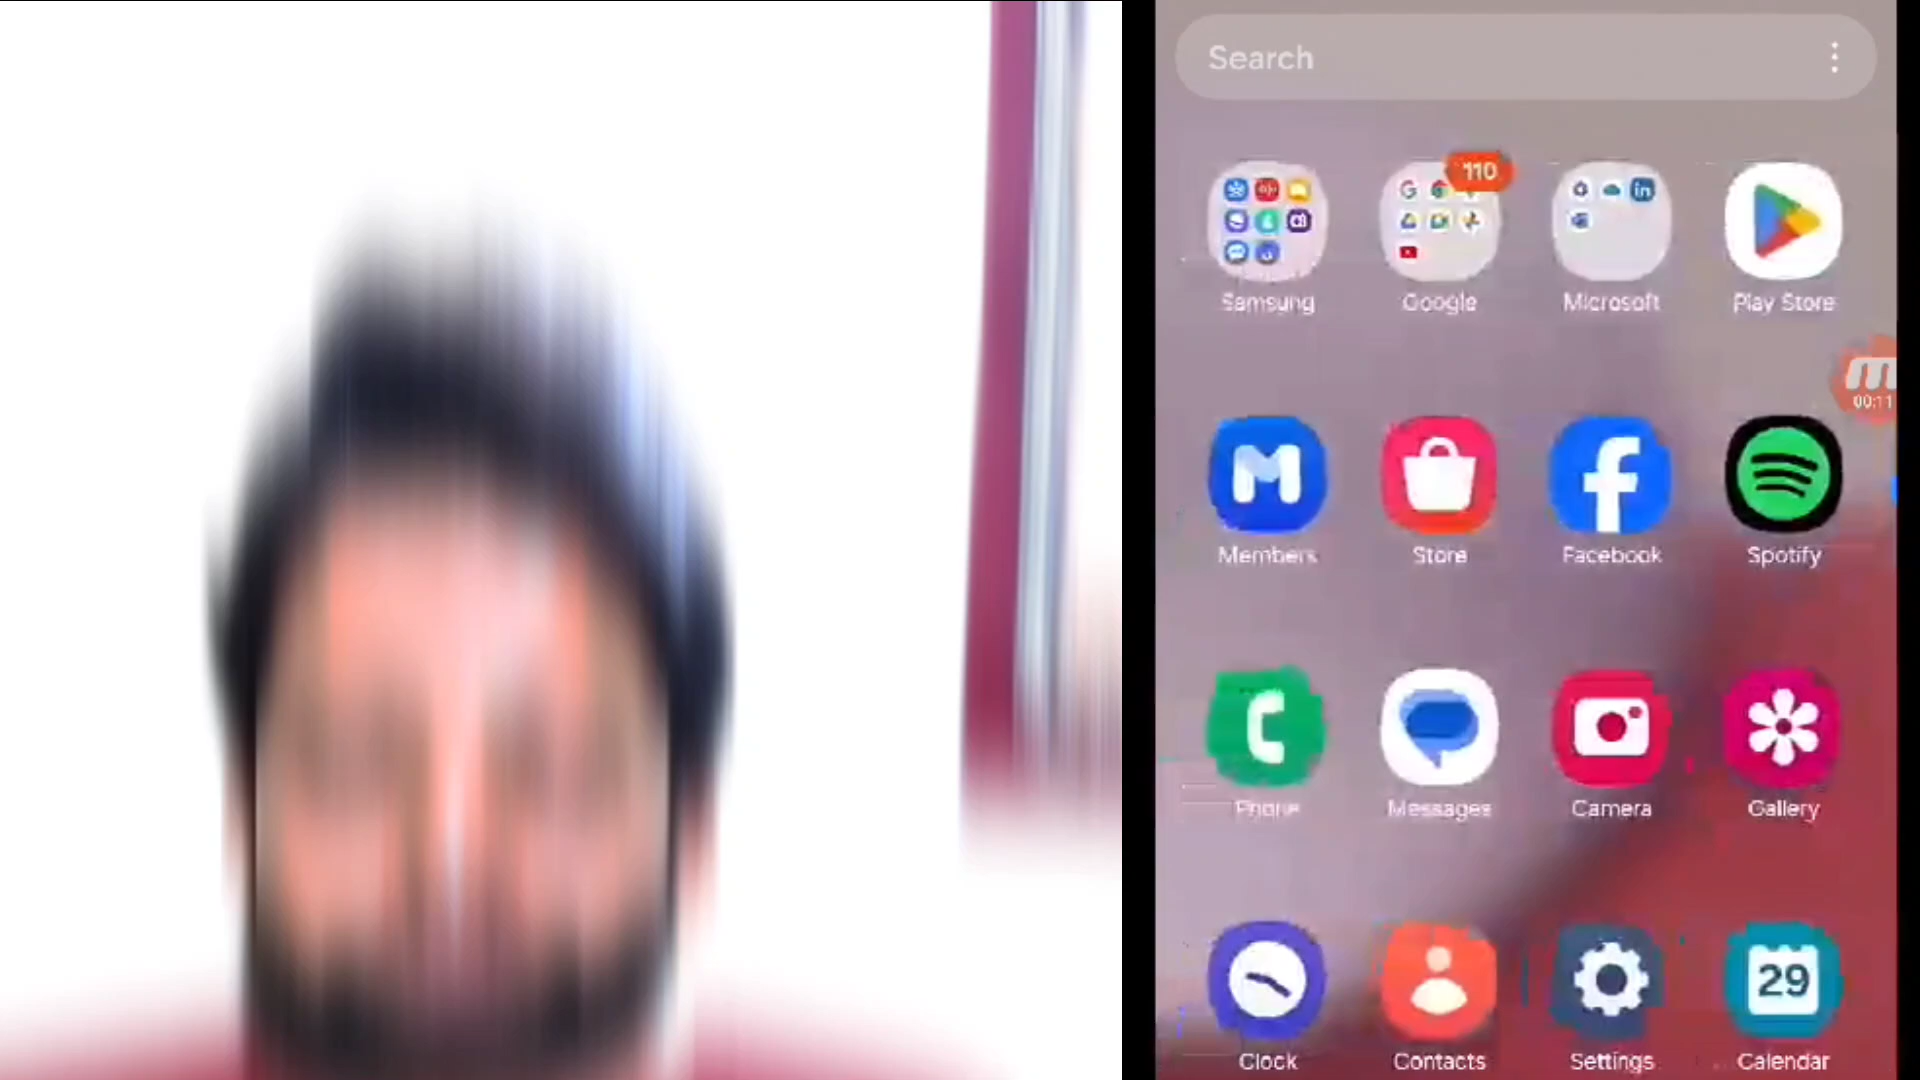 Search
110
Samsung Google Microsoft Play Store
00:11
Members Store Facebook Spotify
Phone Messages Camera Gallery
29
Clock Contacts Settings Calendar